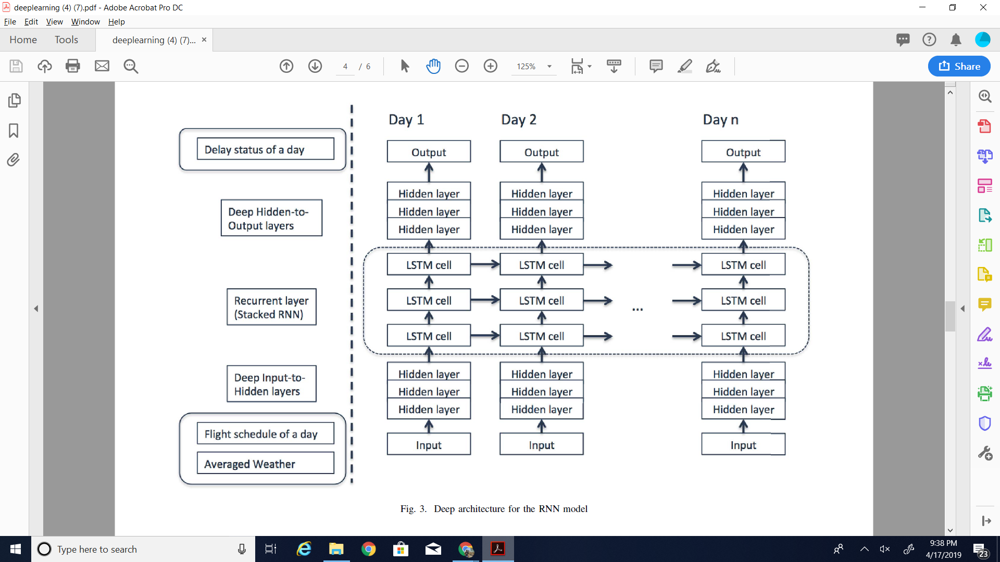 deeplearning (4) (7).pdf - Adobe Acrobat Pro DC
File Edit View Window Help
Home Tools deeplearning (4) (7)... ×
4 / 6 125% Share
Day 1 Day 2 Day n
Delay status of a day
Output Output Output
Deep Hidden-to-
Output layers
Hidden layer Hidden layer Hidden layer
Hidden layer Hidden layer Hidden layer
Hidden layer Hidden layer Hidden layer
LSTM cell LSTM cell LSTM cell
Recurrent layer
(Stacked RNN)
LSTM cell LSTM cell ... LSTM cell
LSTM cell LSTM cell LSTM cell
Deep Input-to-
Hidden layers
Hidden layer Hidden layer Hidden layer
Hidden layer Hidden layer Hidden layer
Hidden layer Hidden layer Hidden layer
Flight schedule of a day
Averaged Weather
Input Input Input
Fig. 3. Deep architecture for the RNN model
Type here to search
9:38 PM
4/17/2019
23